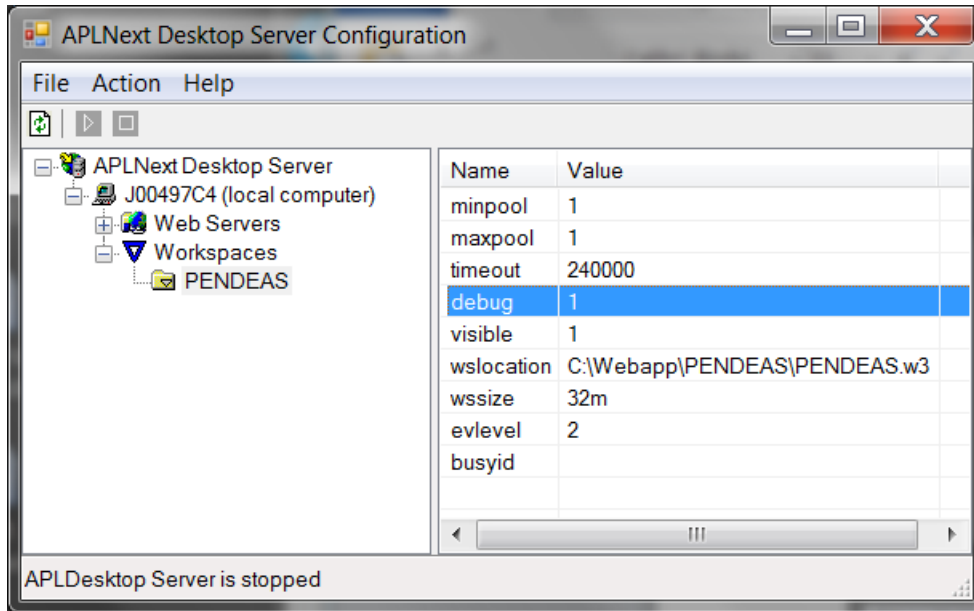 APLNext Desktop Server Configuration
File Action Help
APLNext Desktop Server
J00497C4 (local computer)
Web Servers
Workspaces
PENDEAS
Name Value
minpool 1
maxpool 1
timeout 240000
debug 1
visible 1
wslocation C:\Webapp\PENDEAS\PENDEAS.w3
wssize 32m
evlevel 2
busyid
APLDesktop Server is stopped